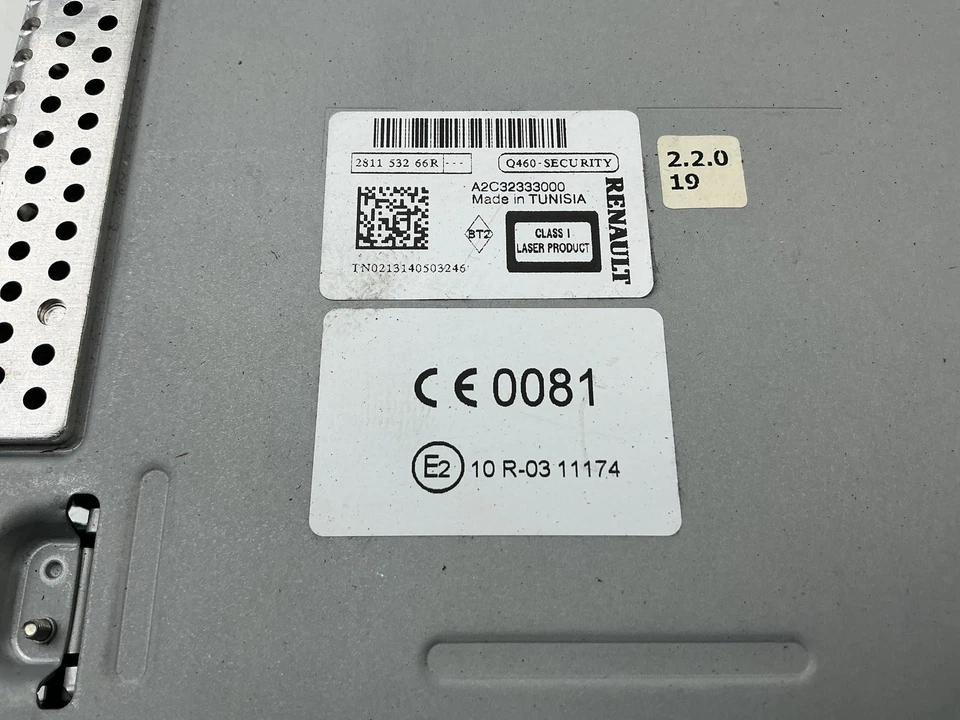 2811 532 66R ---
Q460-SECURITY
A2C32333000
Made in TUNISIA
BT2
CLASS I
LASER PRODUCT
RENAULT
TN0213140503246
2.2.0
19
CE 0081
E2 10 R-03 11174